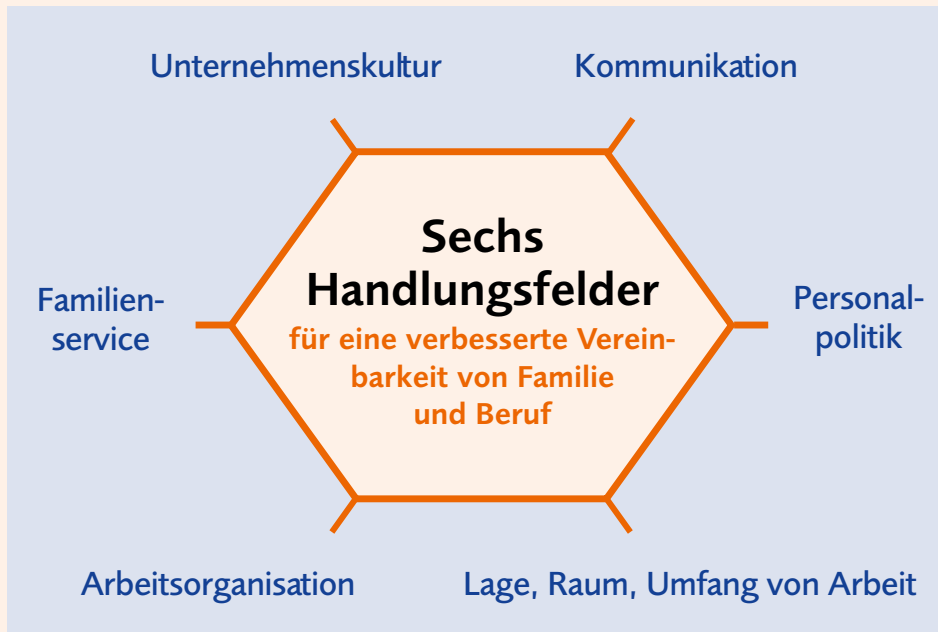 Unternehmenskultur
Kommunikation
Sechs
Handlungsfelder
für eine verbesserte Verein-
barkeit von Familie
und Beruf
Familien-
service
Personal-
politik
Arbeitsorganisation
Lage, Raum, Umfang von Arbeit